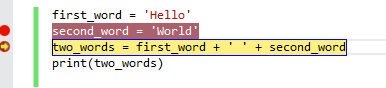 first_word = 'Hello'
second_word = 'World'
two_words = first_word + ' ' + second_word
print(two_words)